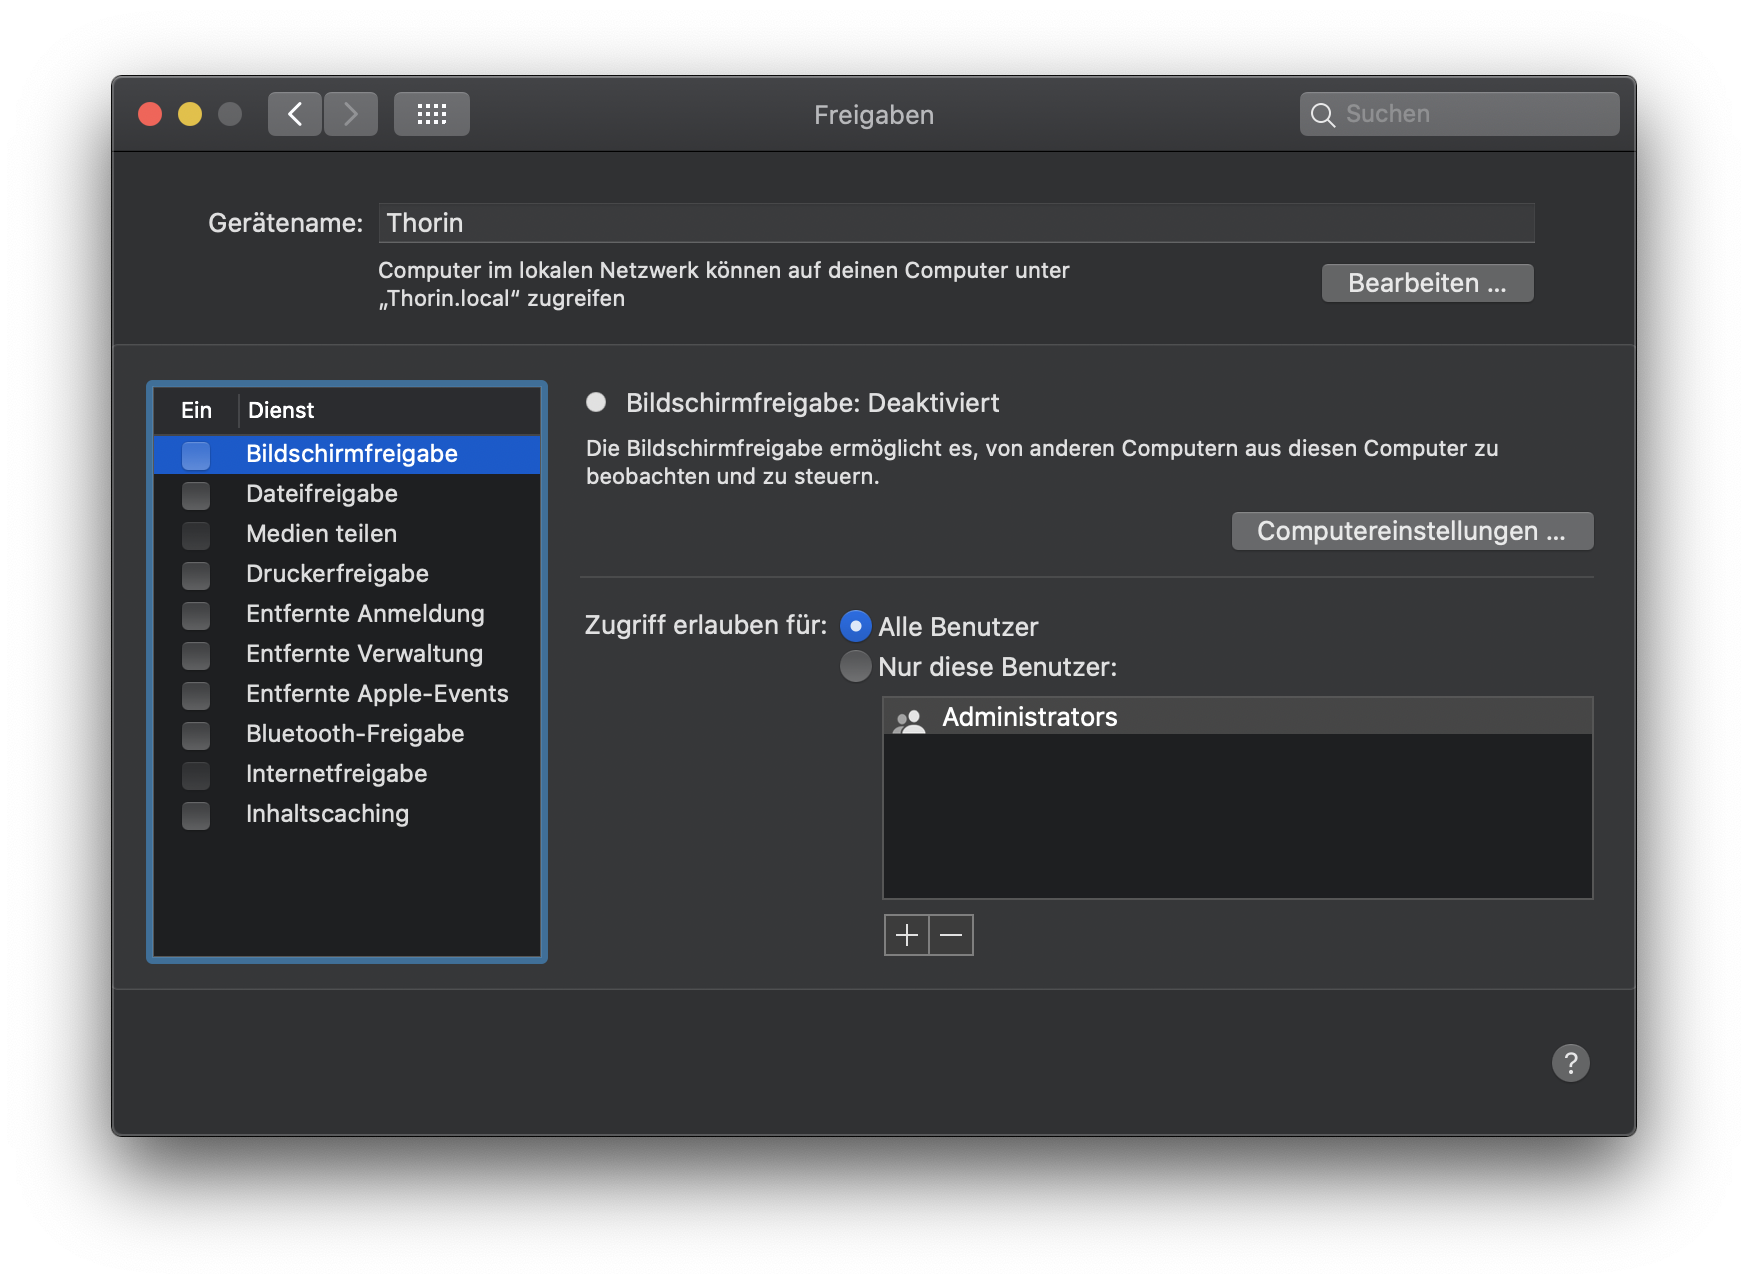 Freigaben
Suchen
Gerätename: Thorin
Computer im lokalen Netzwerk können auf deinen Computer unter
„Thorin.local“ zugreifen
Bearbeiten ...
Ein Dienst
Bildschirmfreigabe
Dateifreigabe
Medien teilen
Druckerfreigabe
Entfernte Anmeldung
Entfernte Verwaltung
Entfernte Apple-Events
Bluetooth-Freigabe
Internetfreigabe
Inhaltscaching
Bildschirmfreigabe: Deaktiviert
Die Bildschirmfreigabe ermöglicht es, von anderen Computern aus diesen Computer zu
beobachten und zu steuern.
Computereinstellungen ...
Zugriff erlauben für: Alle Benutzer
Nur diese Benutzer:
Administrators
?